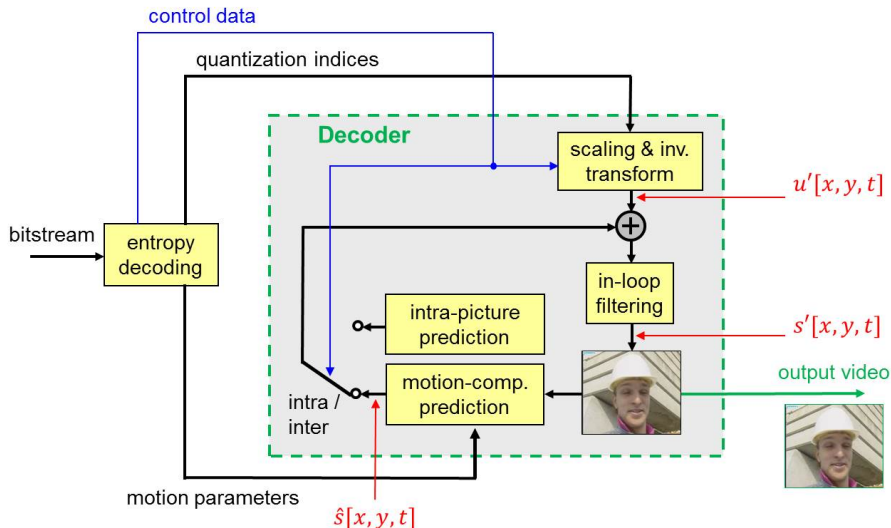 control data
quantization indices
Decoder
scaling & inv.
transform
u′[x, y, t]
bitstream
entropy
decoding
+
in-loop
filtering
intra-picture
prediction
s′[x, y, t]
output video
motion-comp.
prediction
intra /
inter
motion parameters
ŝ[x, y, t]